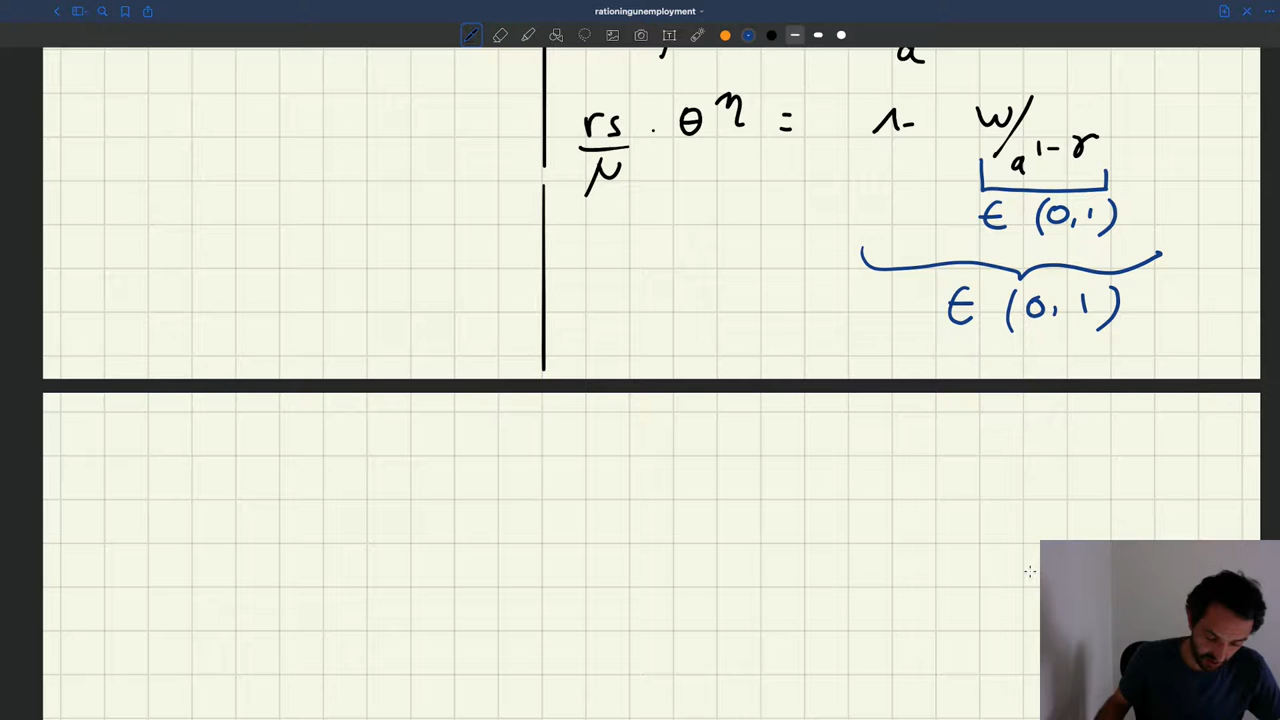 rationingunemployment
a
rs/μ · θ^η = 1 - w/a^{1-γ}
∈ (0,1)
∈ (0,1)